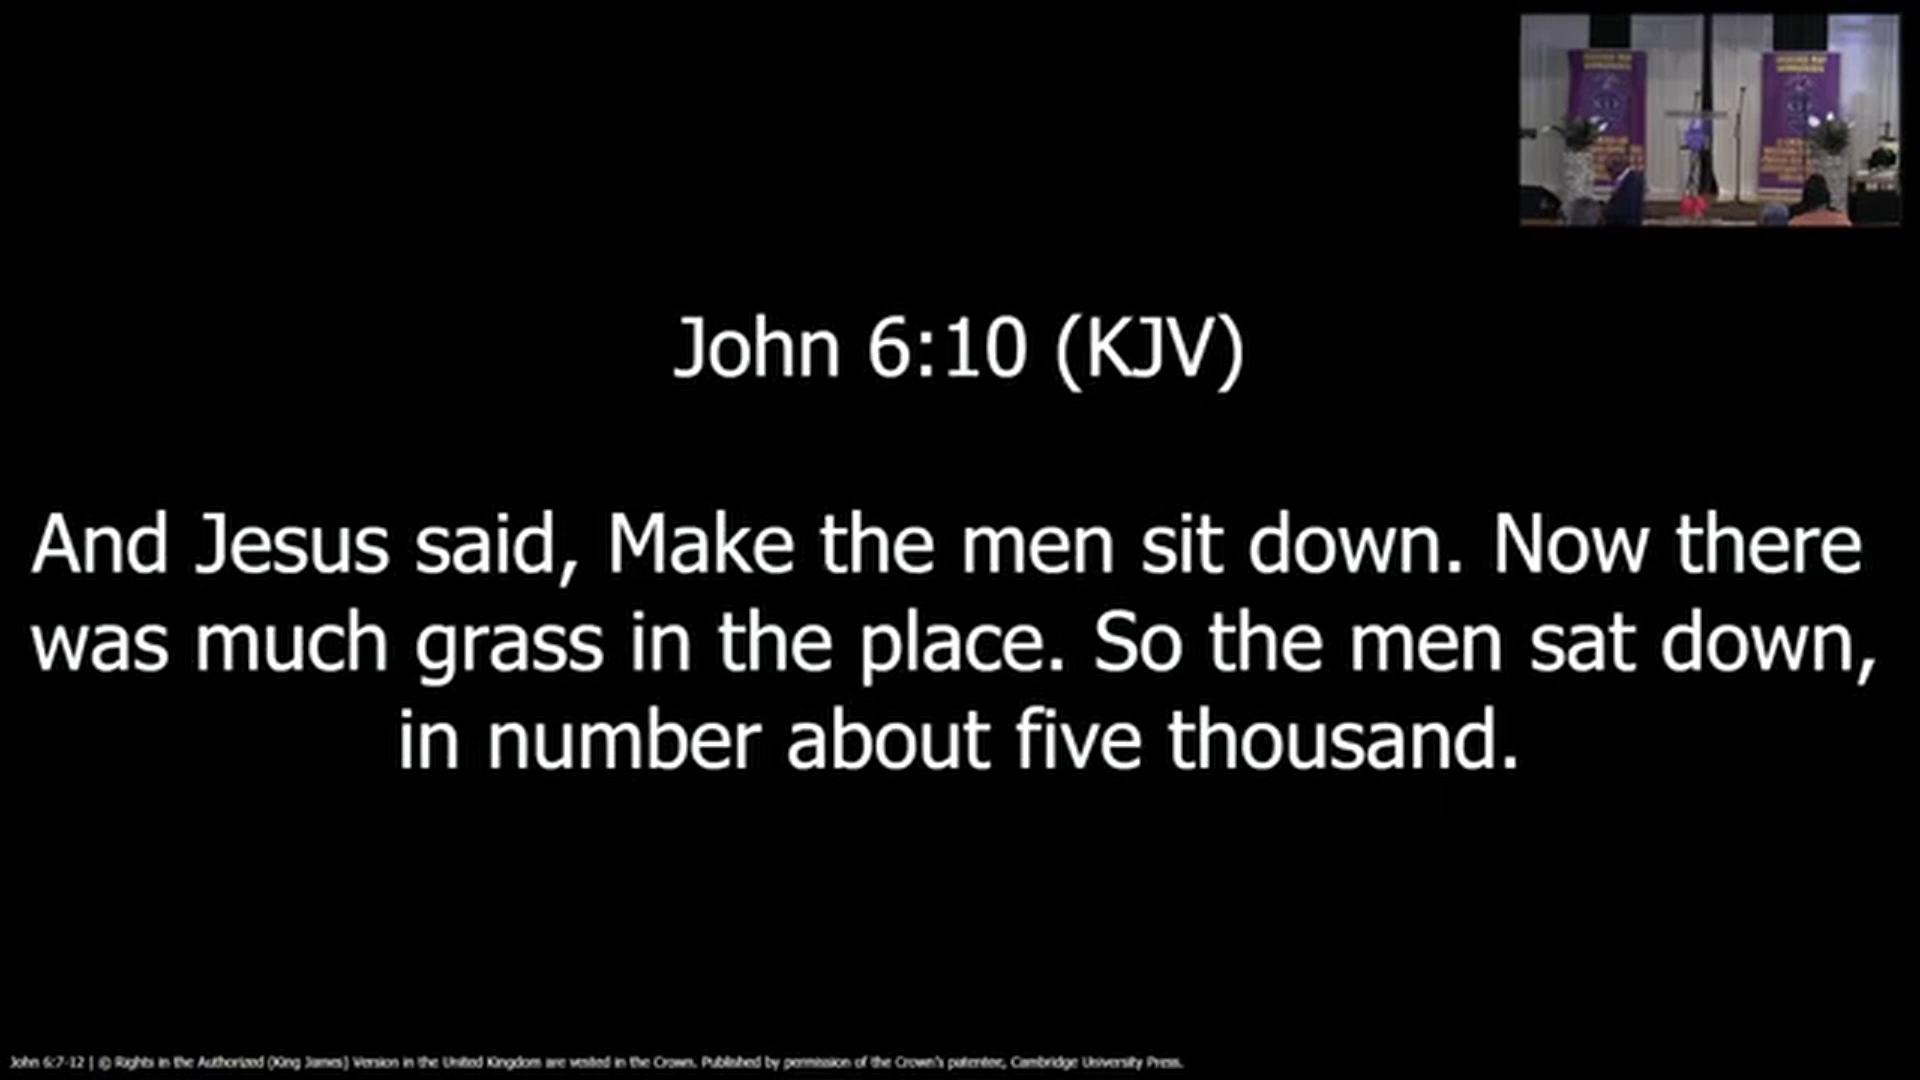 John 6:10 (KJV)
And Jesus said, Make the men sit down. Now there
was much grass in the place. So the men sat down,
in number about five thousand.
John 6:7-12 | © Rights in the Authorized (King James) Version in the United Kingdom are vested in the Crown. Published by permission of the Crown's patentee, Cambridge University Press.